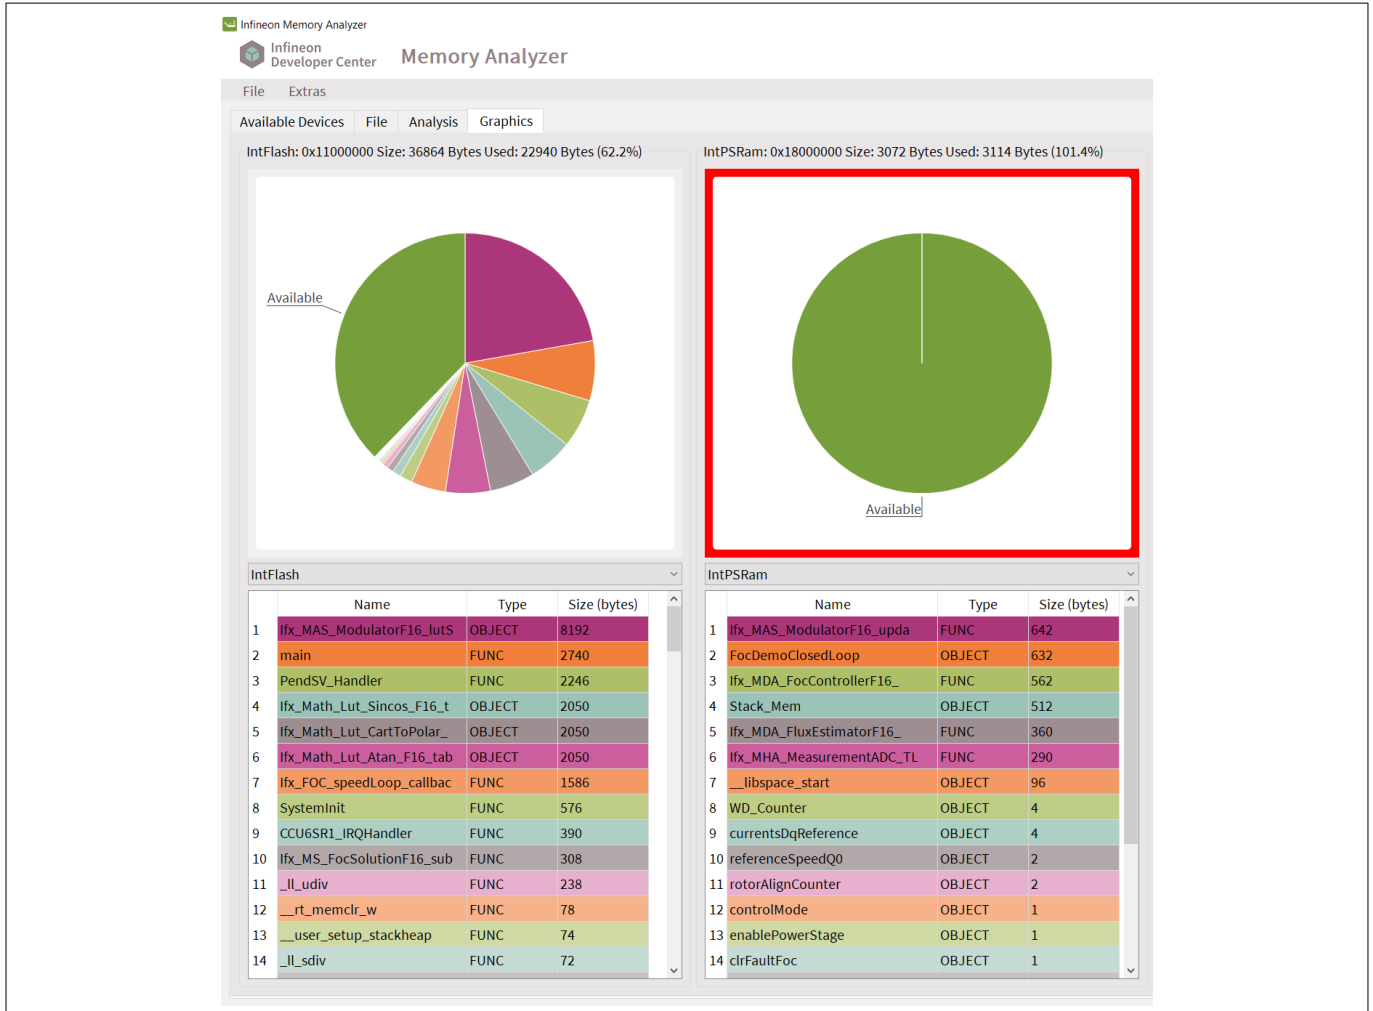 Infineon Memory Analyzer
Infineon
Developer Center
Memory Analyzer
File Extras
Available Devices File Analysis Graphics
IntFlash: 0x11000000 Size: 36864 Bytes Used: 22940 Bytes (62.2%)
Available
IntFlash
Name Type Size (bytes)
1 Ifx_MAS_ModulatorF16_lutS OBJECT 8192
2 main FUNC 2740
3 PendSV_Handler FUNC 2246
4 Ifx_Math_Lut_Sincos_F16_t OBJECT 2050
5 Ifx_Math_Lut_CartToPolar_ OBJECT 2050
6 Ifx_Math_Lut_Atan_F16_tab OBJECT 2050
7 Ifx_FOC_speedLoop_callbac FUNC 1586
8 SystemInit FUNC 576
9 CCU6SR1_IRQHandler FUNC 390
10 Ifx_MS_FocSolutionF16_sub FUNC 308
11 _ll_udiv FUNC 238
12 __rt_memclr_w FUNC 78
13 __user_setup_stackheap FUNC 74
14 _ll_sdiv FUNC 72
IntPSRam: 0x18000000 Size: 3072 Bytes Used: 3114 Bytes (101.4%)
Available
IntPSRam
Name Type Size (bytes)
1 Ifx_MAS_ModulatorF16_upda FUNC 642
2 FocDemoClosedLoop OBJECT 632
3 Ifx_MDA_FocControllerF16_ FUNC 562
4 Stack_Mem OBJECT 512
5 Ifx_MDA_FluxEstimatorF16_ FUNC 360
6 Ifx_MHA_MeasurementADC_TL FUNC 290
7 __libspace_start OBJECT 96
8 WD_Counter OBJECT 4
9 currentsDqReference OBJECT 4
10 referenceSpeedQ0 OBJECT 2
11 rotorAlignCounter OBJECT 2
12 controlMode OBJECT 1
13 enablePowerStage OBJECT 1
14 clrFaultFoc OBJECT 1